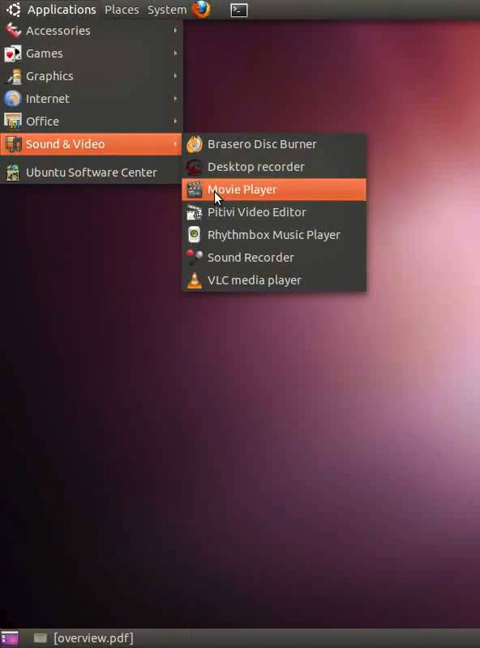 Applications Places System
Accessories
Games
Graphics
Internet
Office
Sound & Video
Ubuntu Software Center
Brasero Disc Burner
Desktop recorder
Movie Player
Pitivi Video Editor
Rhythmbox Music Player
Sound Recorder
VLC media player
[overview.pdf]